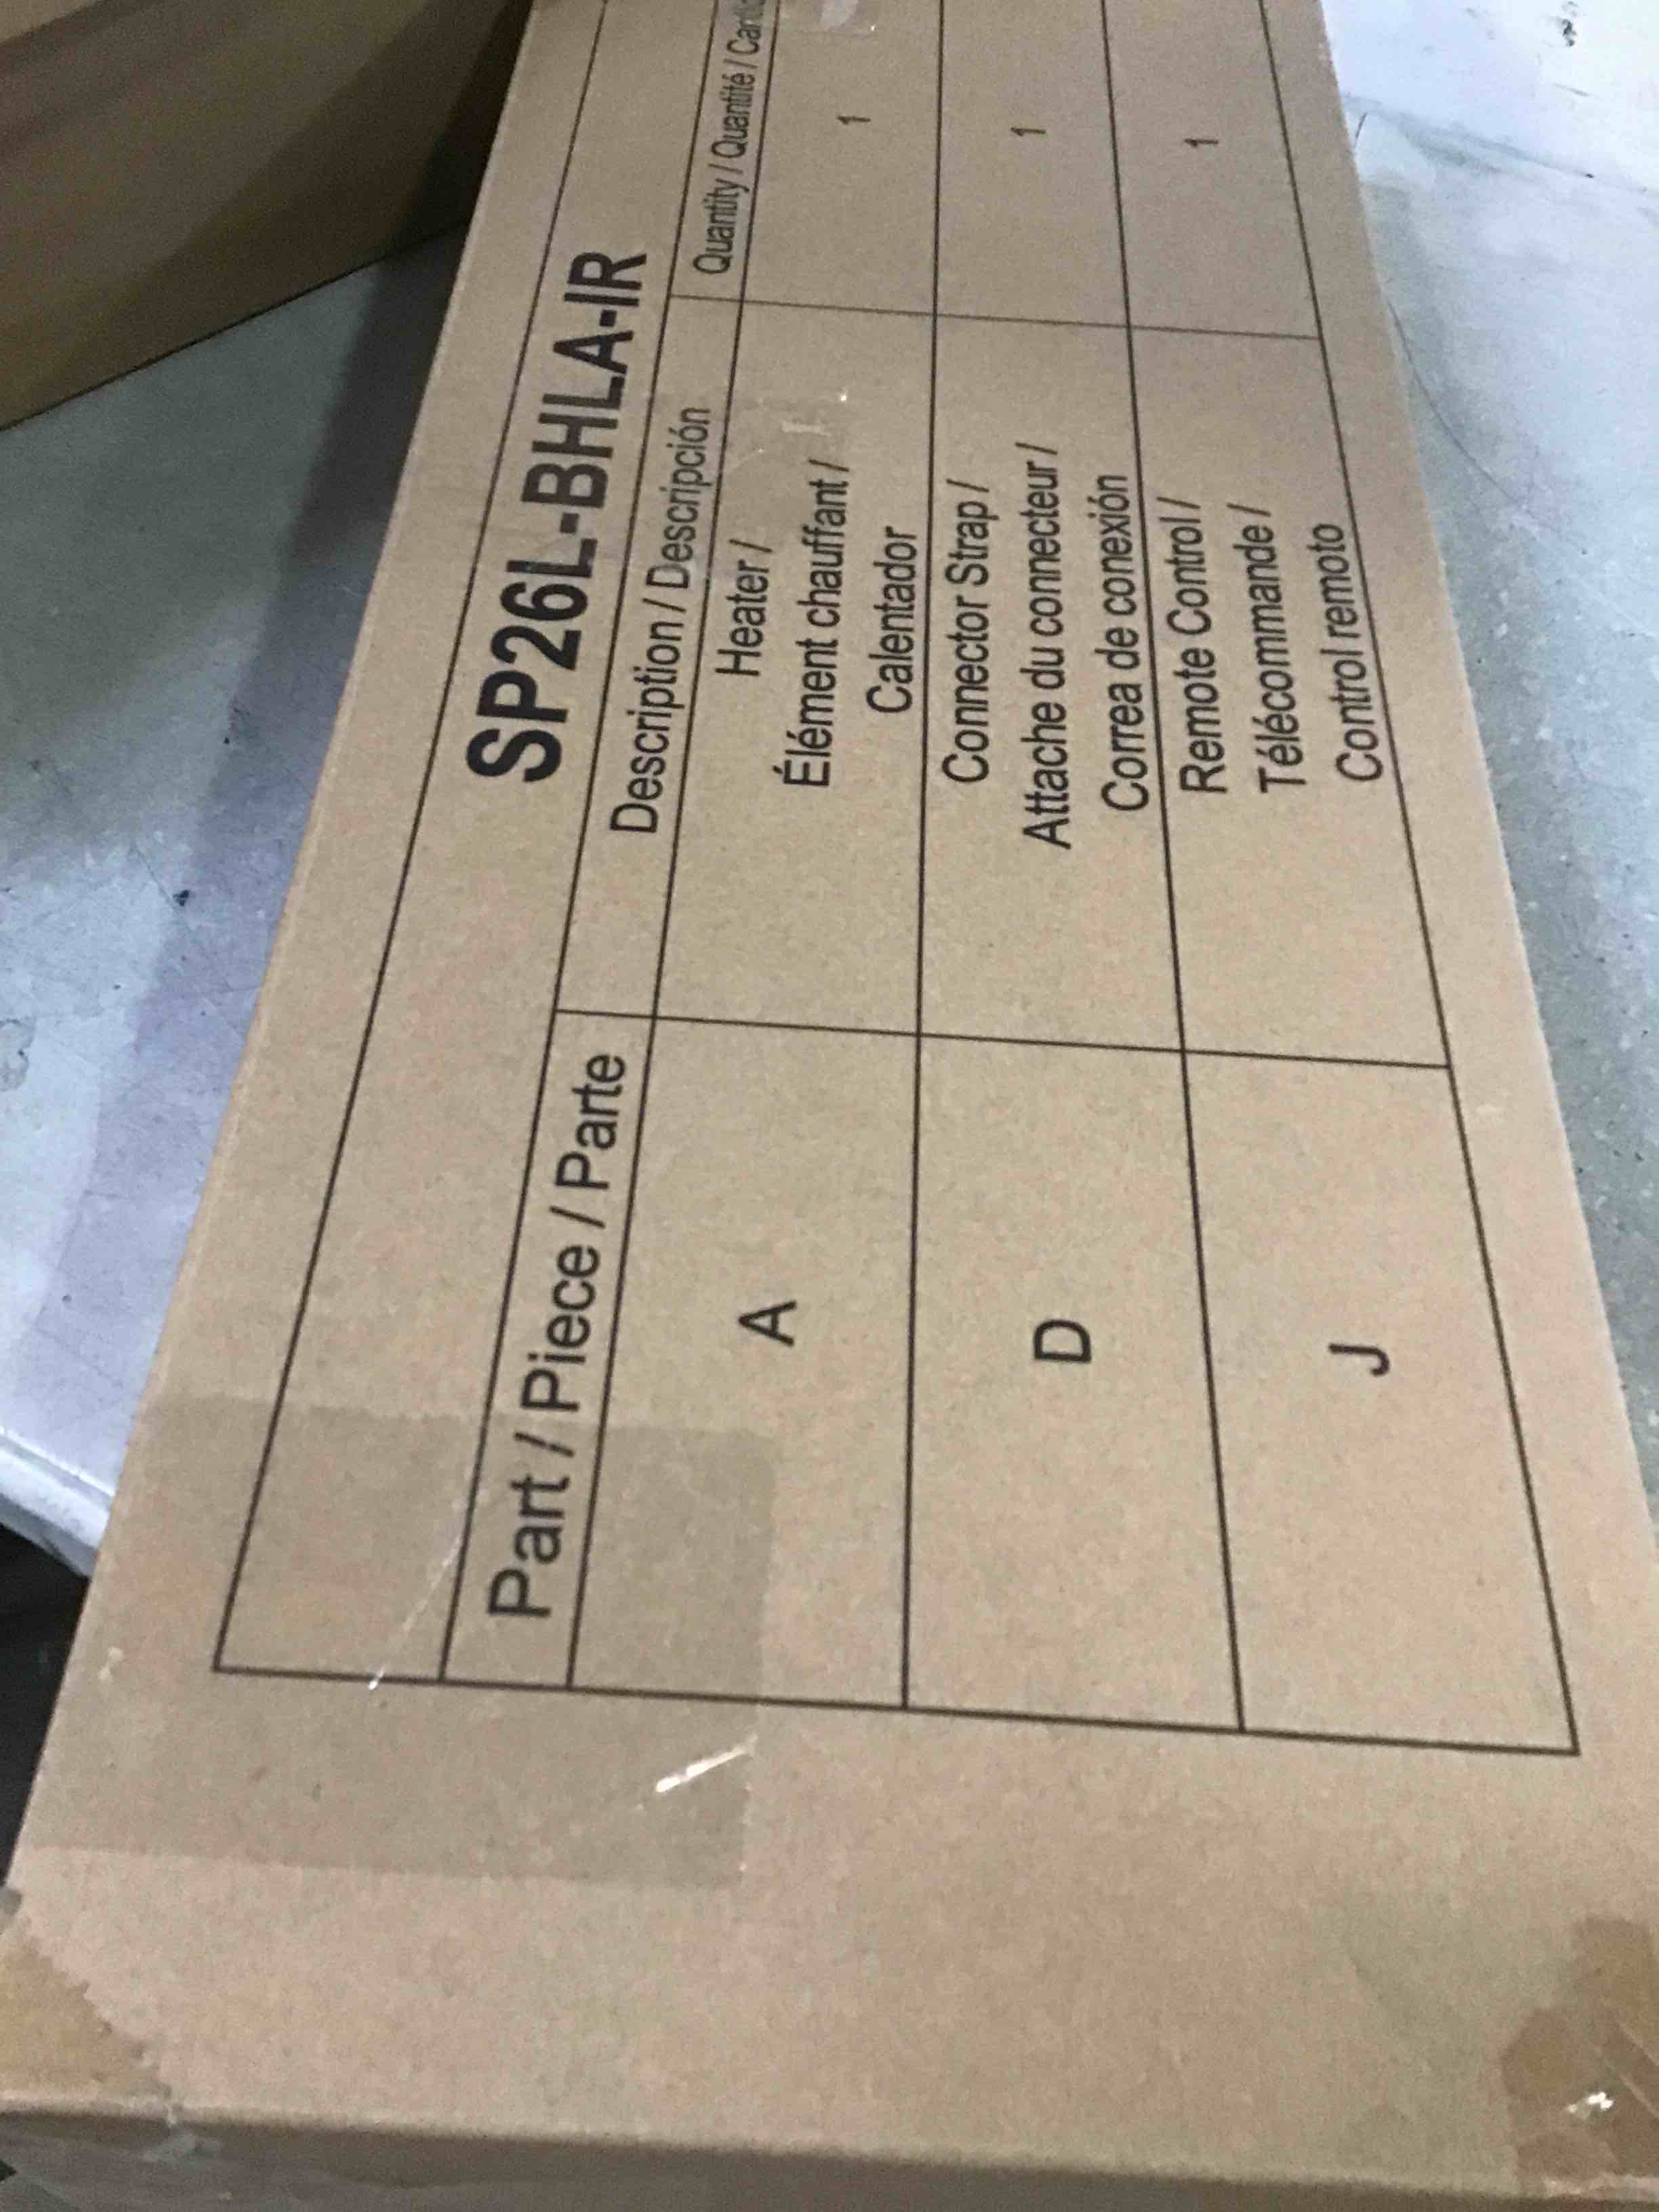 SP26L-BHLA-IR
Part / Piece / Parte
Description / Descripción
Quantity / Quantité /
A
Heater /
Élément chauffant /
Calentador
1
D
Connector Strap /
Attache du connecteur /
Correa de conexión
1
J
Remote Control /
Télécommande /
Control remoto
1